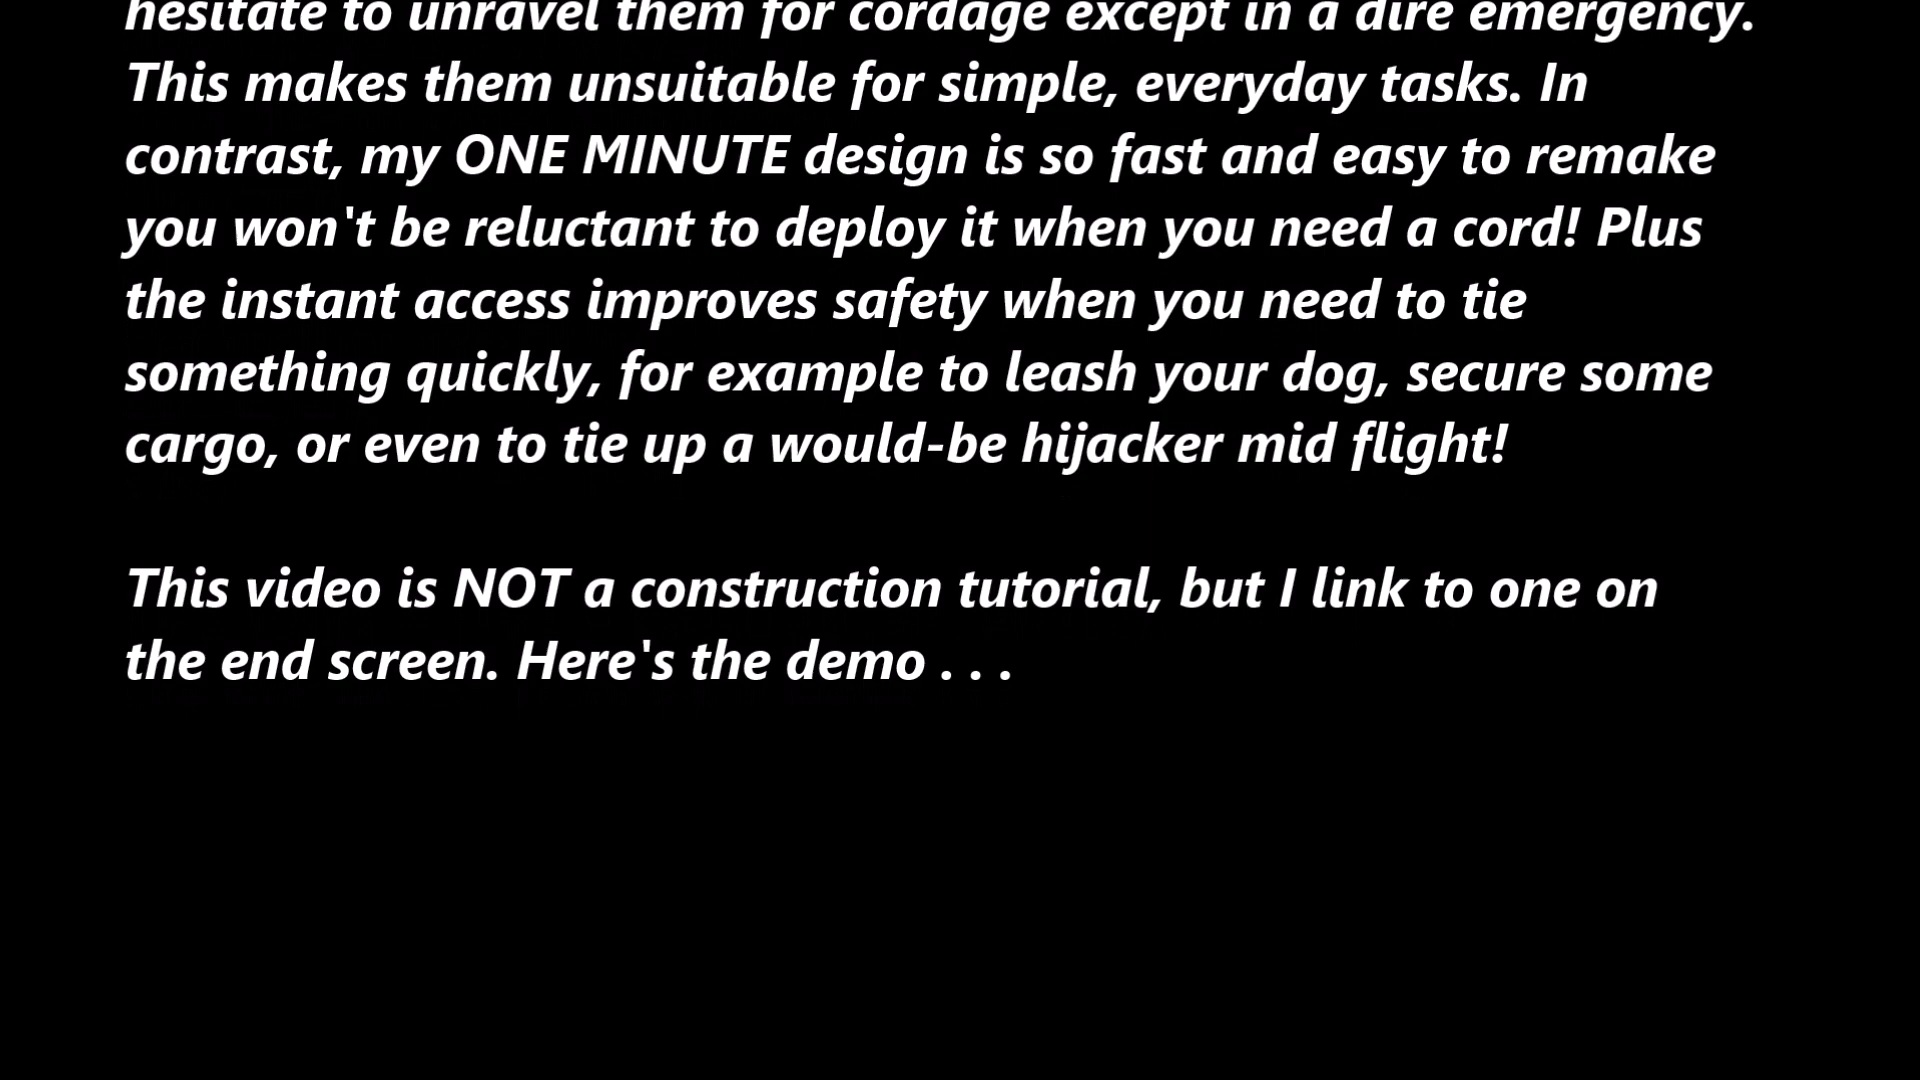 hesitate to unravel them for cordage except in a dire emergency.
This makes them unsuitable for simple, everyday tasks. In
contrast, my ONE MINUTE design is so fast and easy to remake
you won't be reluctant to deploy it when you need a cord! Plus
the instant access improves safety when you need to tie
something quickly, for example to leash your dog, secure some
cargo, or even to tie up a would-be hijacker mid flight!
This video is NOT a construction tutorial, but I link to one on
the end screen. Here's the demo . . .